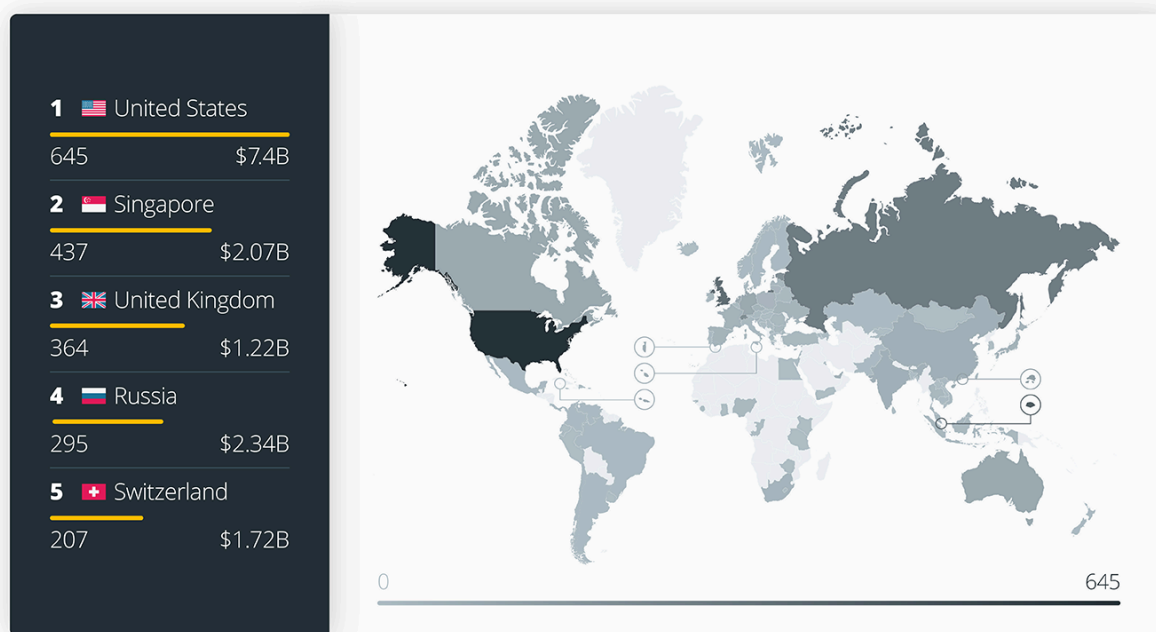 1 United States
645 $7.4B
2 Singapore
437 $2.07B
3 United Kingdom
364 $1.22B
4 Russia
295 $2.34B
5 Switzerland
207 $1.72B
0 645